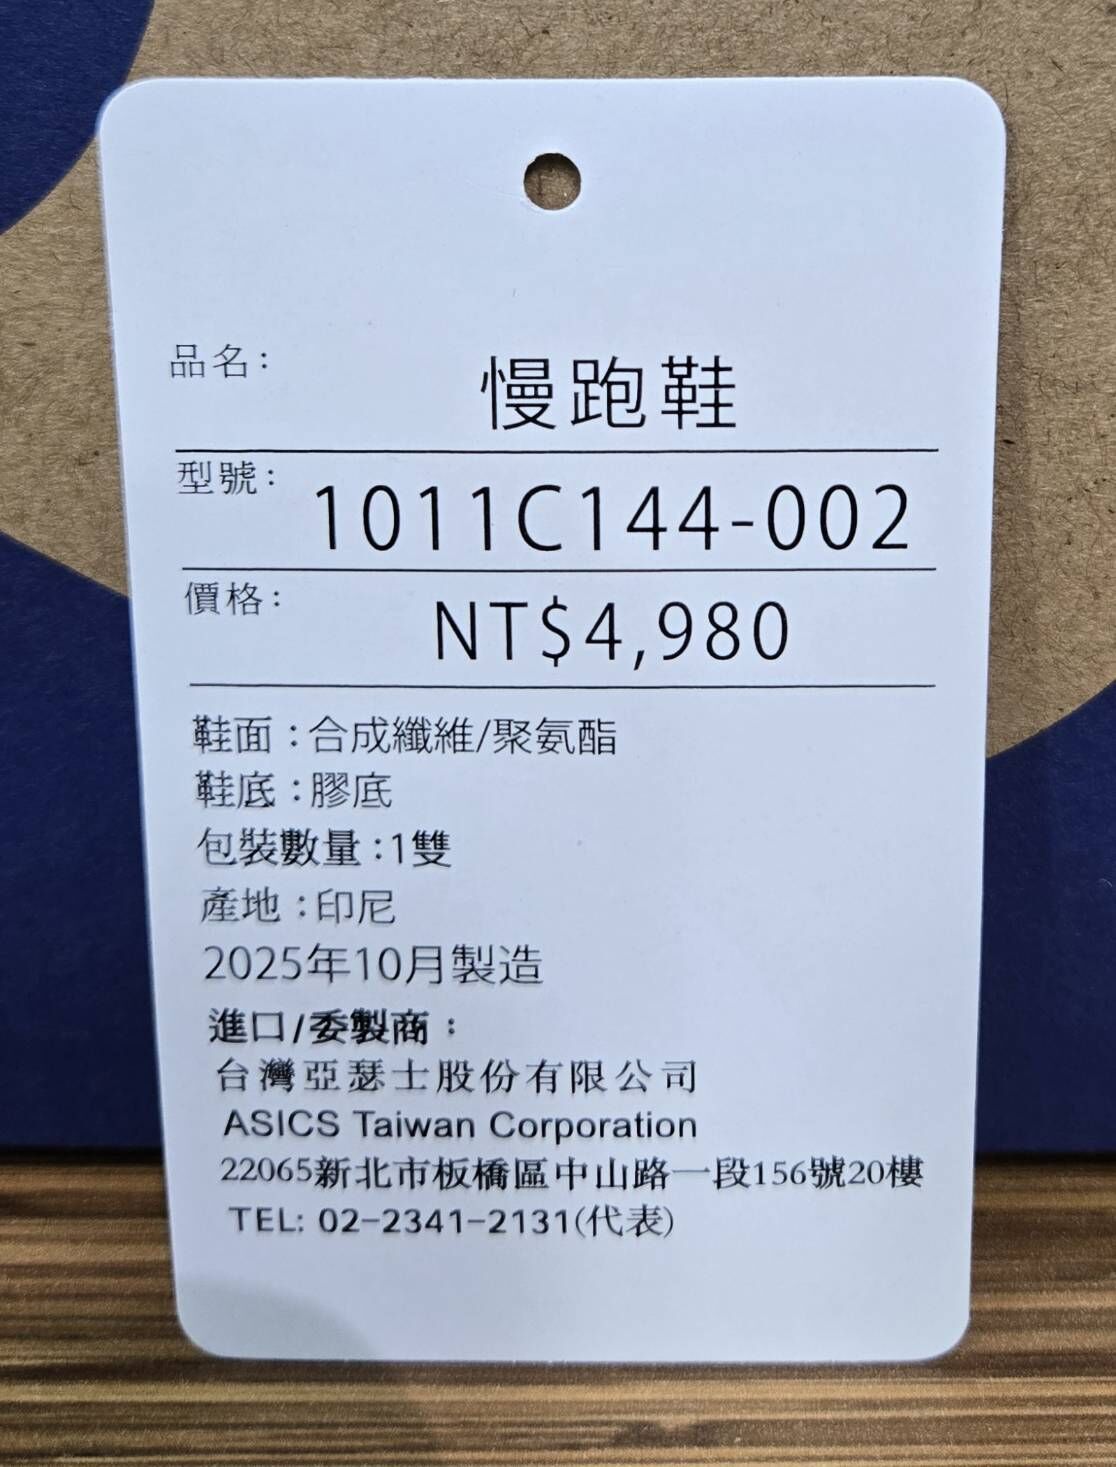 品名：
慢跑鞋
型號：
1011C144-002
價格：
NT$4,980
鞋面：合成纖維/聚氨酯
鞋底：膠底
包裝數量：1雙
產地：印尼
2025年10月製造
進口/委製商：
台灣亞瑟士股份有限公司
ASICS Taiwan Corporation
22065新北市板橋區中山路一段156號20樓
TEL: 02-2341-2131(代表)